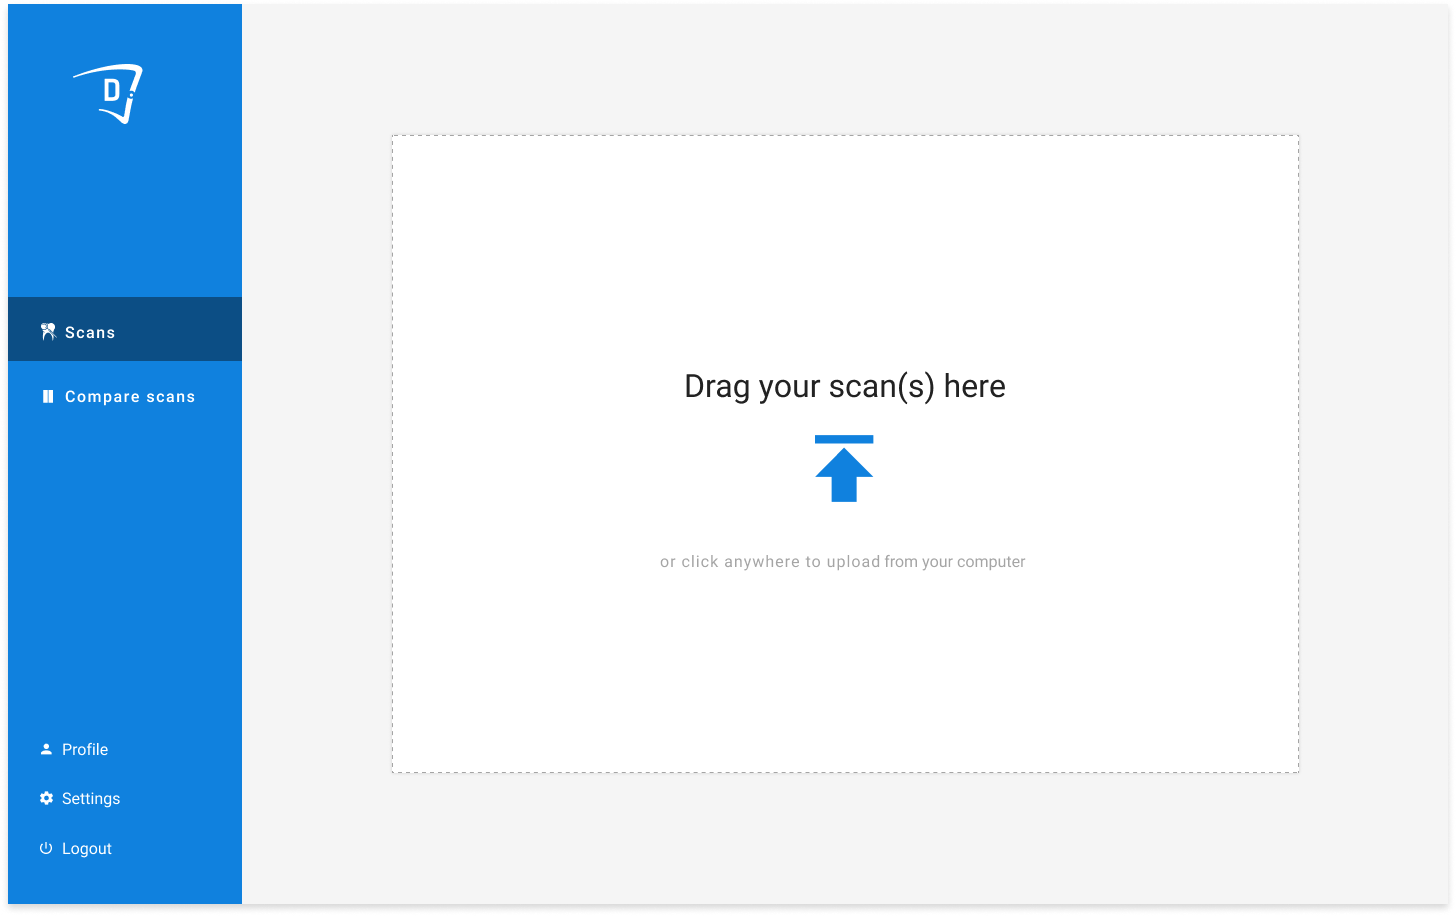 D
Scans
Compare scans
Profile
Settings
Logout
Drag your scan(s) here
or click anywhere to upload from your computer